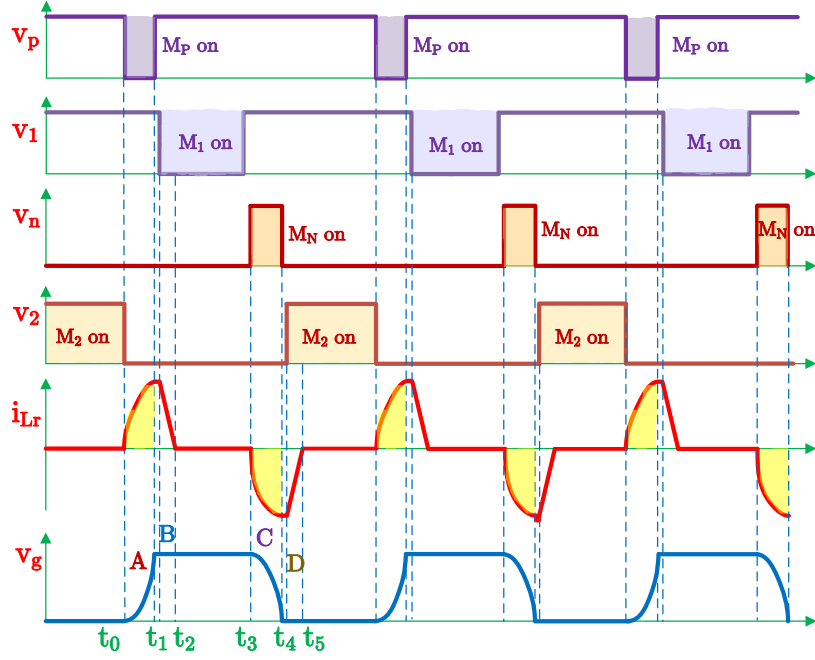 vp Mp on Mp on Mp on
v1 M1 on M1 on M1 on
vn MN on MN on MN on
v2 M2 on M2 on M2 on
iLr
B C
vg A D
t0 t1 t2 t3 t4 t5